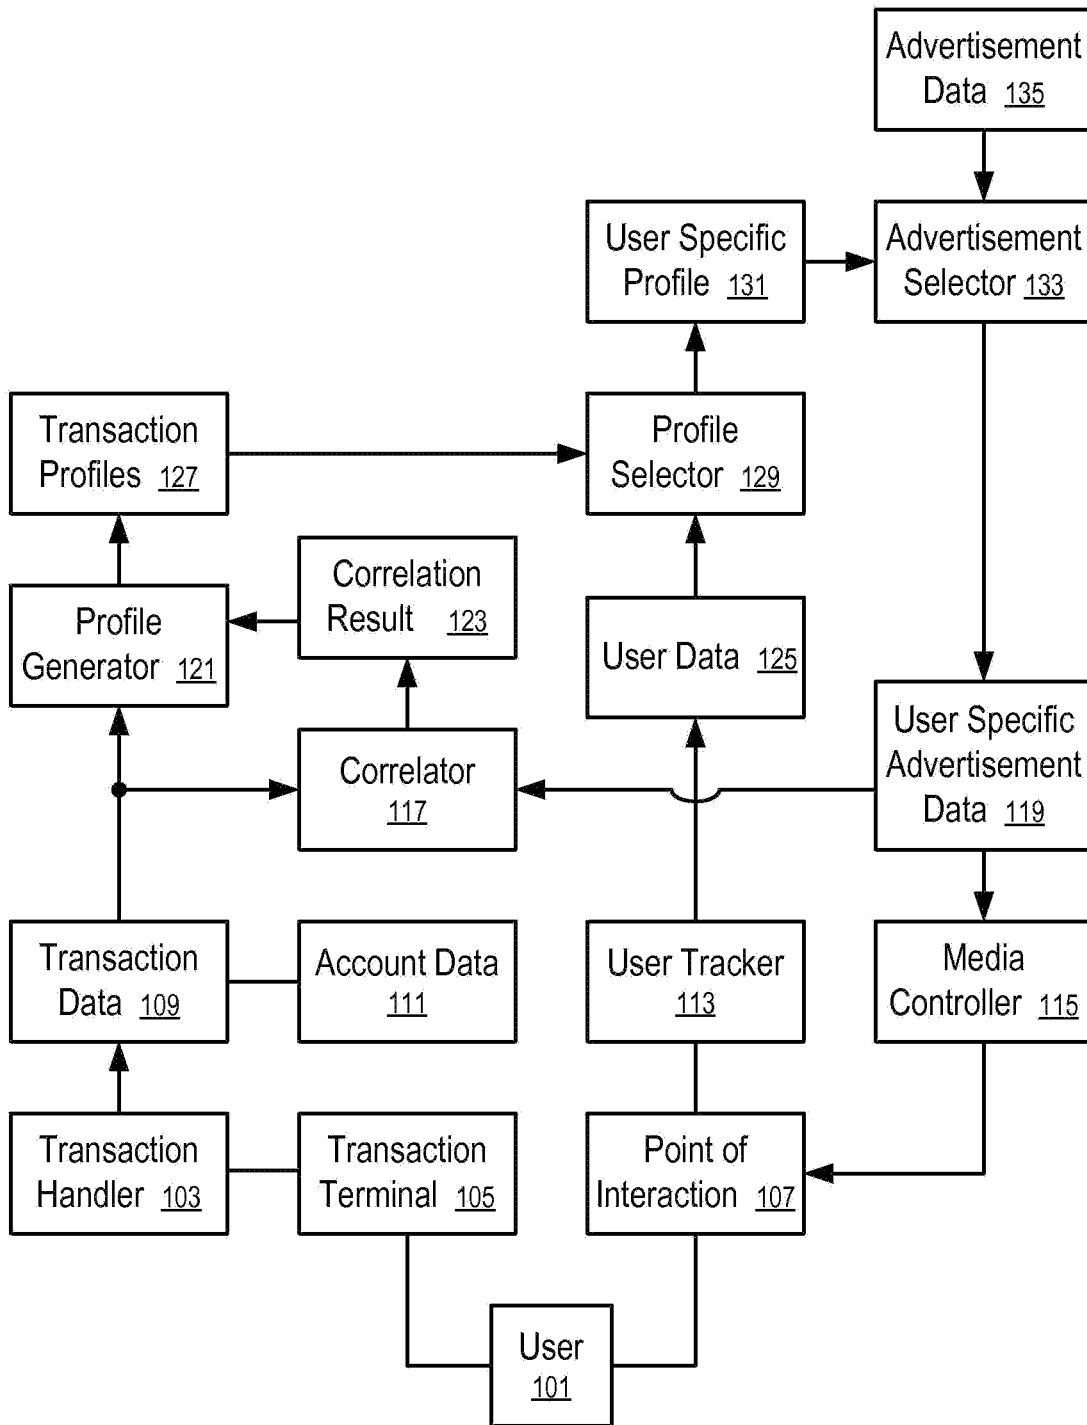 Advertisement
Data 135
User Specific
Profile 131
Advertisement
Selector 133
Transaction
Profiles 127
Profile
Selector 129
Correlation
Result 123
Profile
Generator 121
User Data 125
User Specific
Advertisement
Data 119
Correlator
117
Transaction
Data 109
Account Data
111
User Tracker
113
Media
Controller 115
Transaction
Handler 103
Transaction
Terminal 105
Point of
Interaction 107
User
101